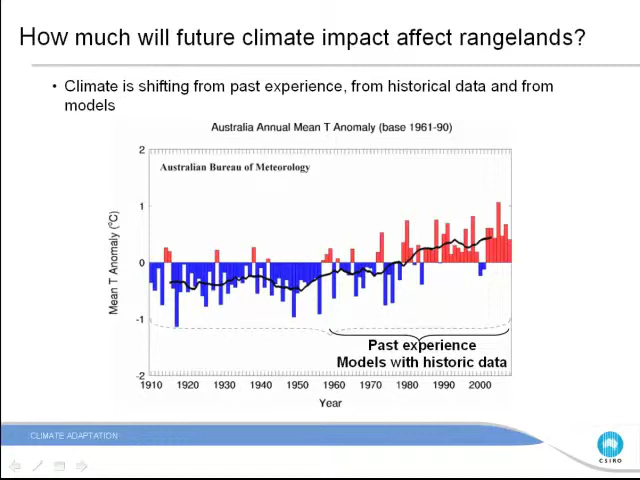 How much will future climate impact affect rangelands?
• Climate is shifting from past experience, from historical data and from
models
Australia Annual Mean T Anomaly (base 1961-90)
Australian Bureau of Meteorology
2
1
0
-1
-2
Mean T Anomaly (°C)
Past experience
Models with historic data
1910 1920 1930 1940 1950 1960 1970 1980 1990 2000
Year
CLIMATE ADAPTATION
CSIRO